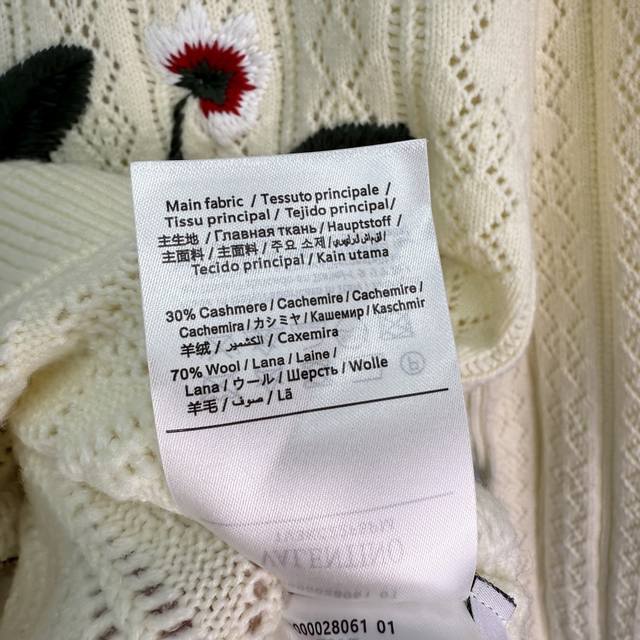 Main fabric / Tessuto principale /
Tissu principal / Tejido principal/
主生地 / Главная ткань / Hauptstoff /
主面料 / 主面料 / 주요 소재 / القماش الرئيسي
Tecido principal / Kain utama
30% Cashmere / Cachemire / Cachemire /
Cachemira / カシミヤ / Кашемир / Kaschmir
羊绒 / الكشمير / Caxemira
70% Wool / Lana / Laine /
Lana / ウール / Шерсть / Wolle
羊毛 / صوف / Lã
VALENTINO
000028061 01